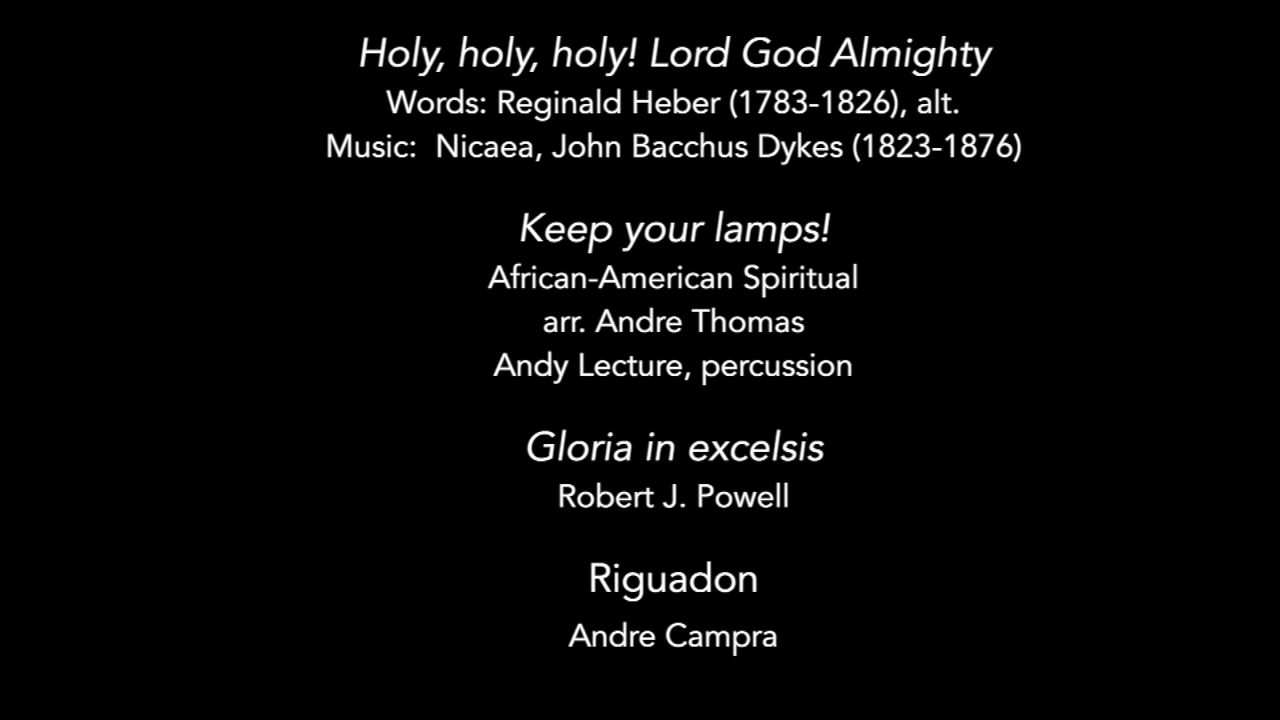 Holy, holy, holy! Lord God Almighty
Words: Reginald Heber (1783-1826), alt.
Music:  Nicaea, John Bacchus Dykes (1823-1876)
Keep your lamps!
African-American Spiritual
arr. Andre Thomas
Andy Lecture, percussion
Gloria in excelsis
Robert J. Powell
Riguadon
Andre Campra